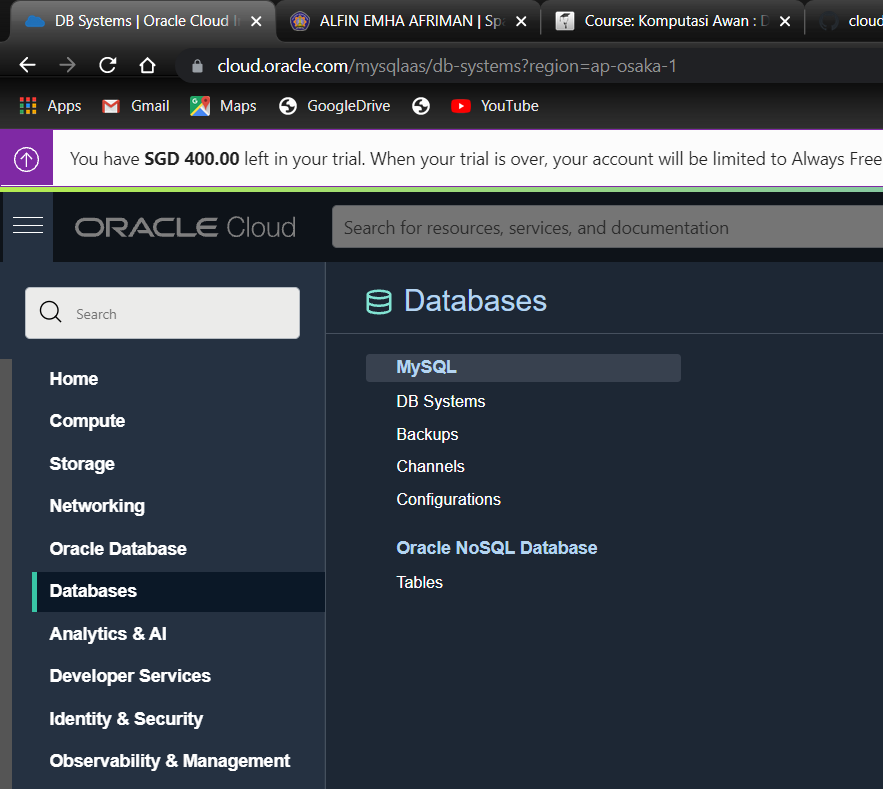 DB Systems | Oracle Cloud
ALFIN EMHA AFRIMAN |
Course: Komputasi Awan :
cloud.oracle.com/mysqlaas/db-systems?region=ap-osaka-1
Apps
Gmail
Maps
GoogleDrive
YouTube
You have SGD 400.00 left in your trial. When your trial is over, your account will be limited to Always Free
ORACLE Cloud
Search for resources, services, and documentation
Search
Home
Compute
Storage
Networking
Oracle Database
Databases
Analytics & AI
Developer Services
Identity & Security
Observability & Management
Databases
MySQL
DB Systems
Backups
Channels
Configurations
Oracle NoSQL Database
Tables